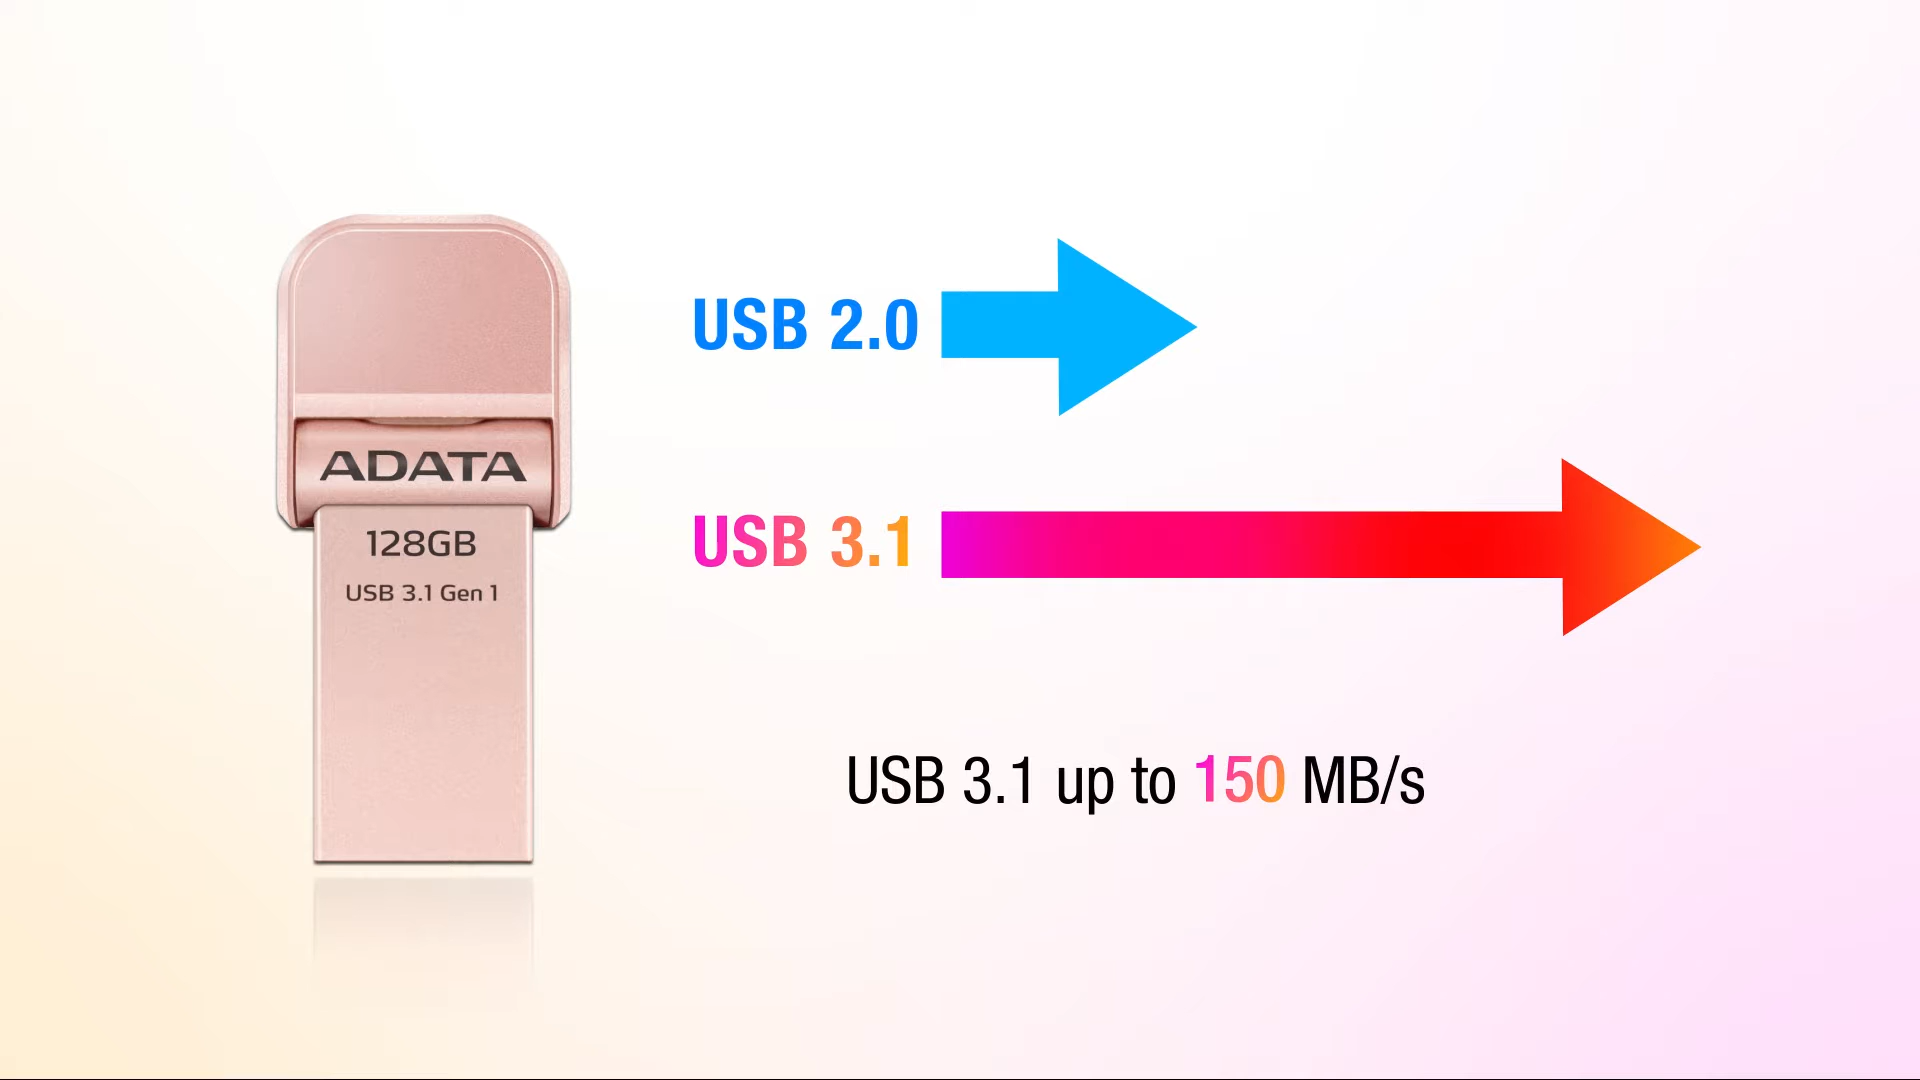 ADATA
128GB
USB 3.1 Gen 1
USB 2.0
USB 3.1
USB 3.1 up to 150 MB/s